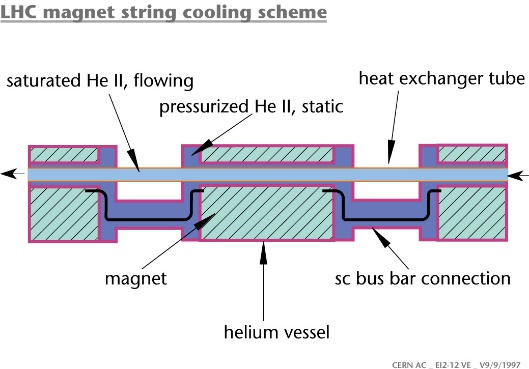 LHC magnet string cooling scheme
saturated He II, flowing
heat exchanger tube
pressurized He II, static
magnet
sc bus bar connection
helium vessel
CERN AC _ EI2-12 VE _ V9/9/1997